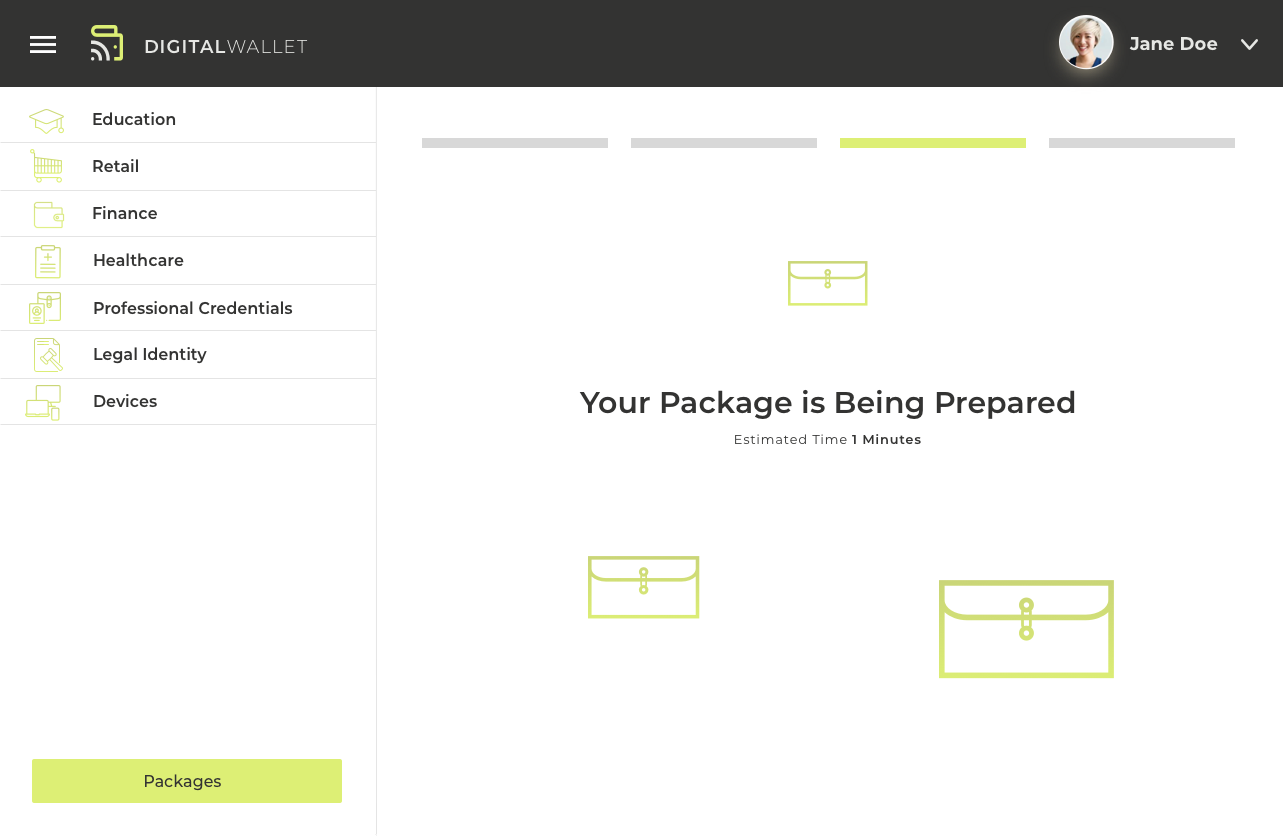 DIGITALWALLET
Jane Doe
Education
Retail
Finance
Healthcare
Professional Credentials
Legal Identity
Devices
Your Package is Being Prepared
Estimated Time 1 Minutes
Packages